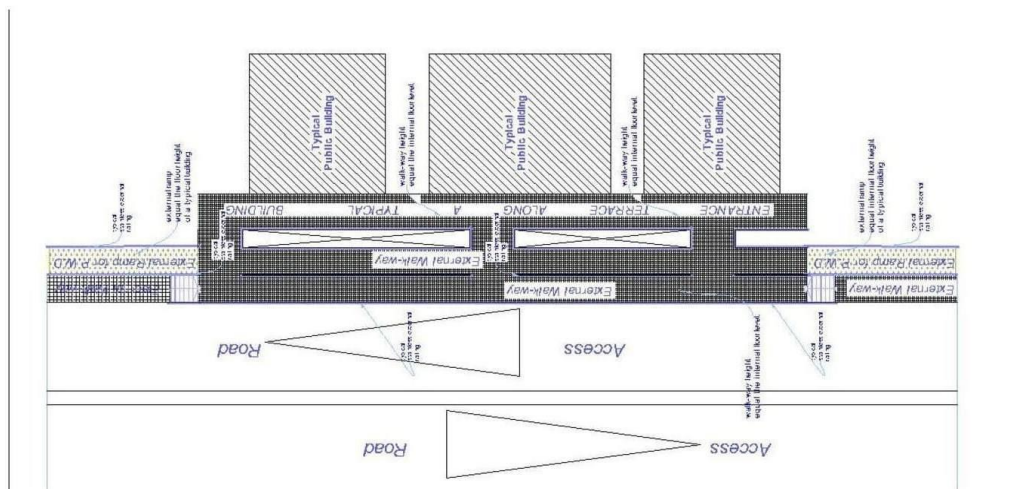 Typical
Public Building
Typical
Public Building
Typical
Public Building
walk-way height
equal the internal floor level.
walk-way height
equal internal floor level.
external ramp
equal the floor height
of a typical building
external ramp
equal internal floor height
of a typical building
ENTRANCE TERRACE ALONG A TYPICAL BUILDING
External Ramp for P.W.D
External Walk-way
External Ramp for P.W.D.
External Walk-way
External Walk-way
Road
Access
walk-way height
equal the internal floor level.
Road
Access